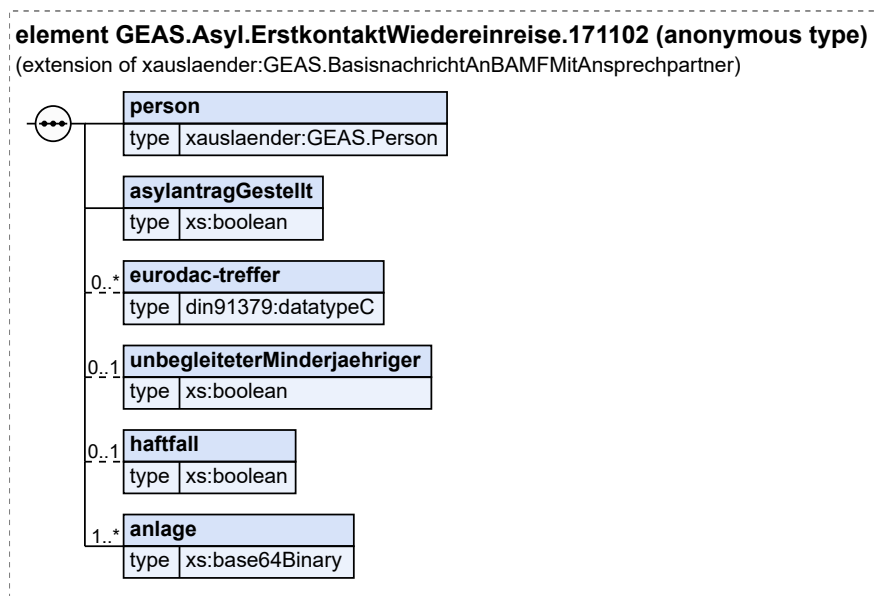 element GEAS.Asyl.ErstkontaktWiedereinreise.171102 (anonymous type)
(extension of xauslaender:GEAS.BasisnachrichtAnBAMFMitAnsprechpartner)
person
type xauslaender:GEAS.Person
asylantragGestellt
type xs:boolean
0..* eurodac-treffer
type din91379:datatypeC
0..1 unbegleiteterMinderjaehriger
type xs:boolean
0..1 haftfall
type xs:boolean
1..* anlage
type xs:base64Binary